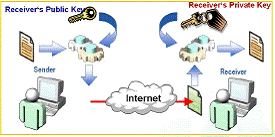 Receiver's Public Key
Receiver's Private Key
Sender
Receiver
Internet